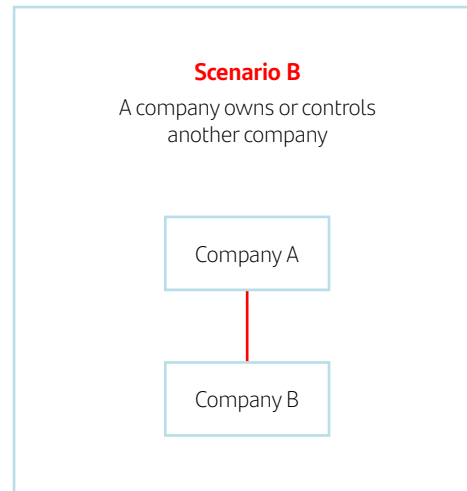 Scenario B
A company owns or controls
another company
Company A
Company B